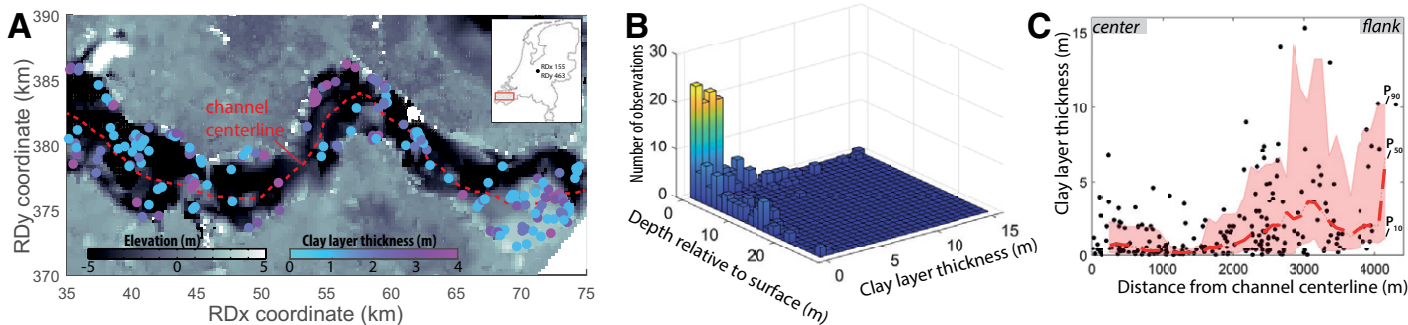 A
RDy coordinate (km)
390
385
380
375
370
channel
centerline
RDx 155
RDy 463
Elevation (m)
-5 0 5
Clay layer thickness (m)
0 1 2 3 4
35 40 45 50 55 60 65 70 75
RDx coordinate (km)
B
Number of observations
30
20
10
0
0
10
20
Depth relative to surface (m)
0
5
10
15
Clay layer thickness (m)
C
Clay layer thickness (m)
15
10
5
0
center
flank
P90
P50
P10
0 1000 2000 3000 4000
Distance from channel centerline (m)